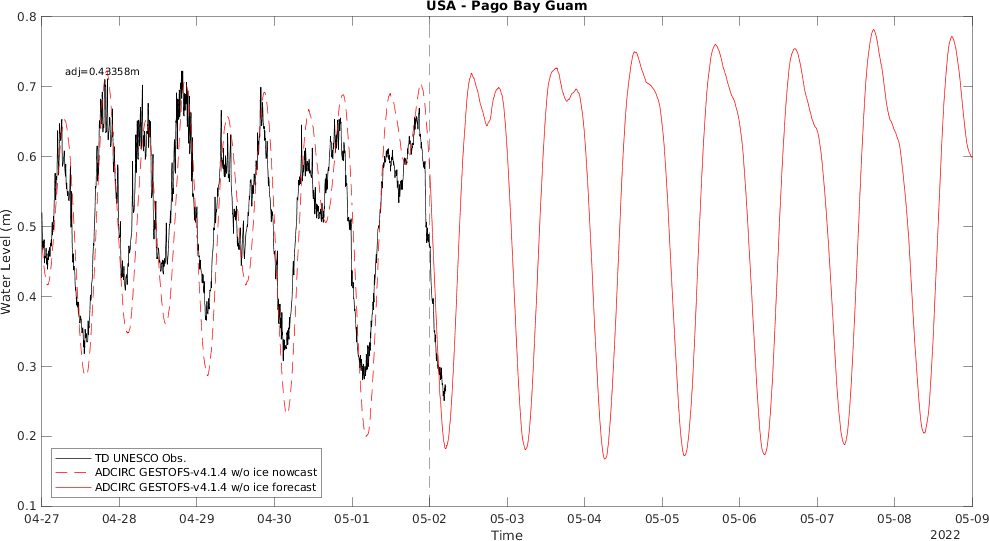 USA - Pago Bay Guam
0.8
0.7
0.6
0.5
0.4
0.3
0.2
0.1
Water Level (m)
adj=0.43358m
TD UNESCO Obs.
ADCIRC GESTOFS-v4.1.4 w/o ice nowcast
ADCIRC GESTOFS-v4.1.4 w/o ice forecast
04-27 04-28 04-29 04-30 05-01 05-02 05-03 05-04 05-05 05-06 05-07 05-08 05-09
Time
2022